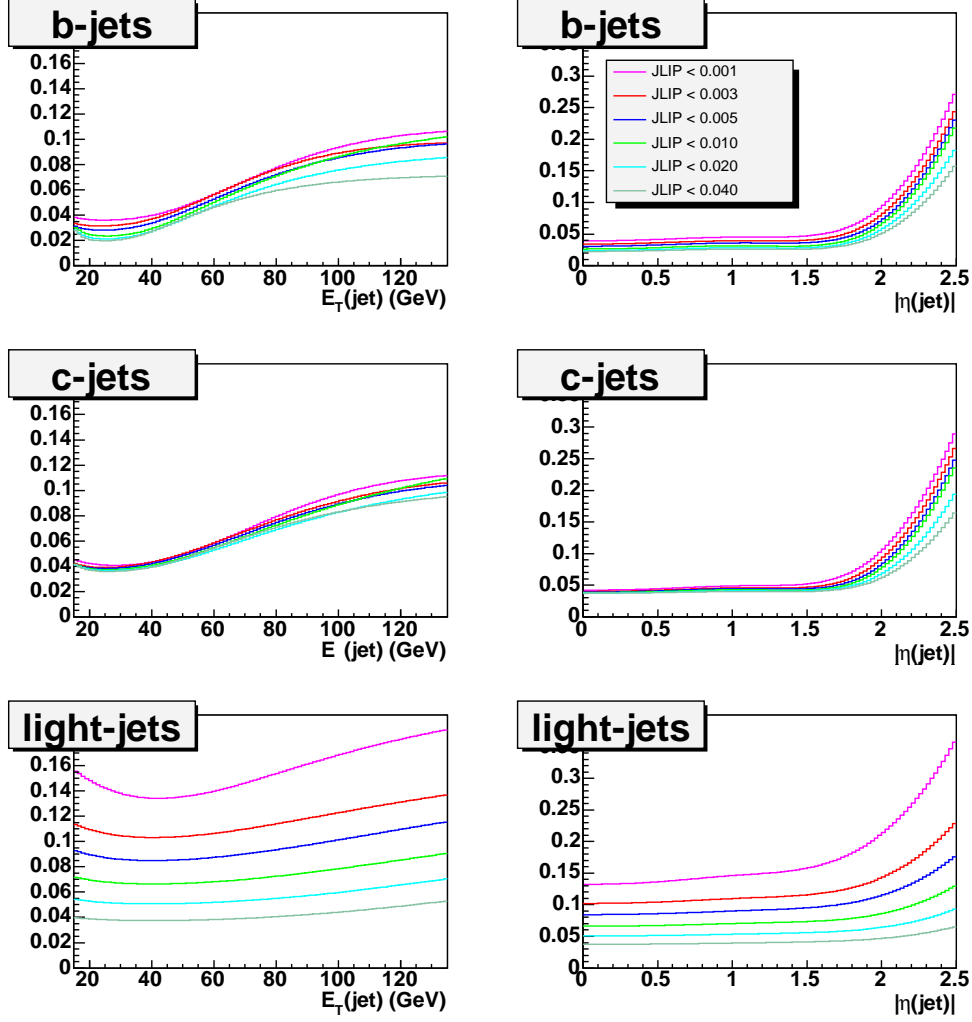 b-jets
0.16
0.14
0.12
0.1
0.08
0.06
0.04
0.02
0
20 40 60 80 100 120
E_T(jet) (GeV)
b-jets
0.3
0.25
0.2
0.15
0.1
0.05
0
0 0.5 1 1.5 2 2.5
|η(jet)|
JLIP < 0.001
JLIP < 0.003
JLIP < 0.005
JLIP < 0.010
JLIP < 0.020
JLIP < 0.040
c-jets
0.16
0.14
0.12
0.1
0.08
0.06
0.04
0.02
0
20 40 60 80 100 120
E (jet) (GeV)
c-jets
0.3
0.25
0.2
0.15
0.1
0.05
0
0 0.5 1 1.5 2 2.5
|η(jet)|
light-jets
0.16
0.14
0.12
0.1
0.08
0.06
0.04
0.02
0
20 40 60 80 100 120
E_T(jet) (GeV)
light-jets
0.3
0.25
0.2
0.15
0.1
0.05
0
0 0.5 1 1.5 2 2.5
|η(jet)|